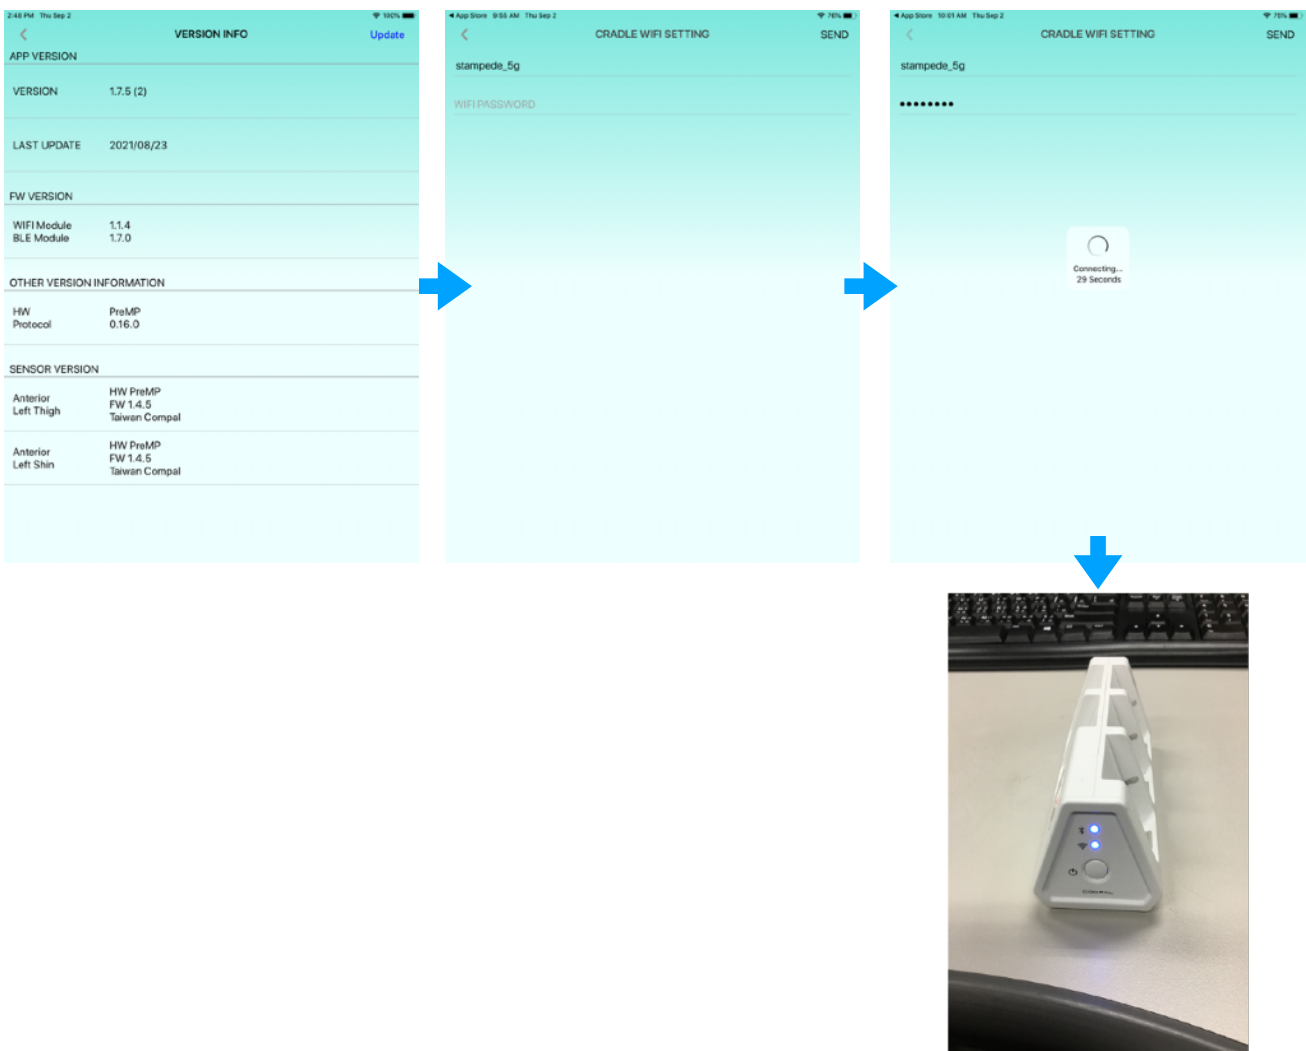 2:48 PM Thu Sep 2
100%
VERSION INFO
Update
APP VERSION
VERSION 1.7.5 (2)
LAST UPDATE 2021/08/23
FW VERSION
WIFI Module 1.1.4
BLE Module 1.7.0
OTHER VERSION INFORMATION
HW PreMP
Protocol 0.16.0
SENSOR VERSION
Anterior
Left Thigh
HW PreMP
FW 1.4.5
Taiwan Compal
Anterior
Left Shin
HW PreMP
FW 1.4.5
Taiwan Compal
App Store 9:55 AM Thu Sep 2
76%
CRADLE WIFI SETTING
SEND
stampede_5g
WIFI PASSWORD
App Store 10:01 AM Thu Sep 2
76%
CRADLE WIFI SETTING
SEND
stampede_5g
••••••••
Connecting...
29 Seconds